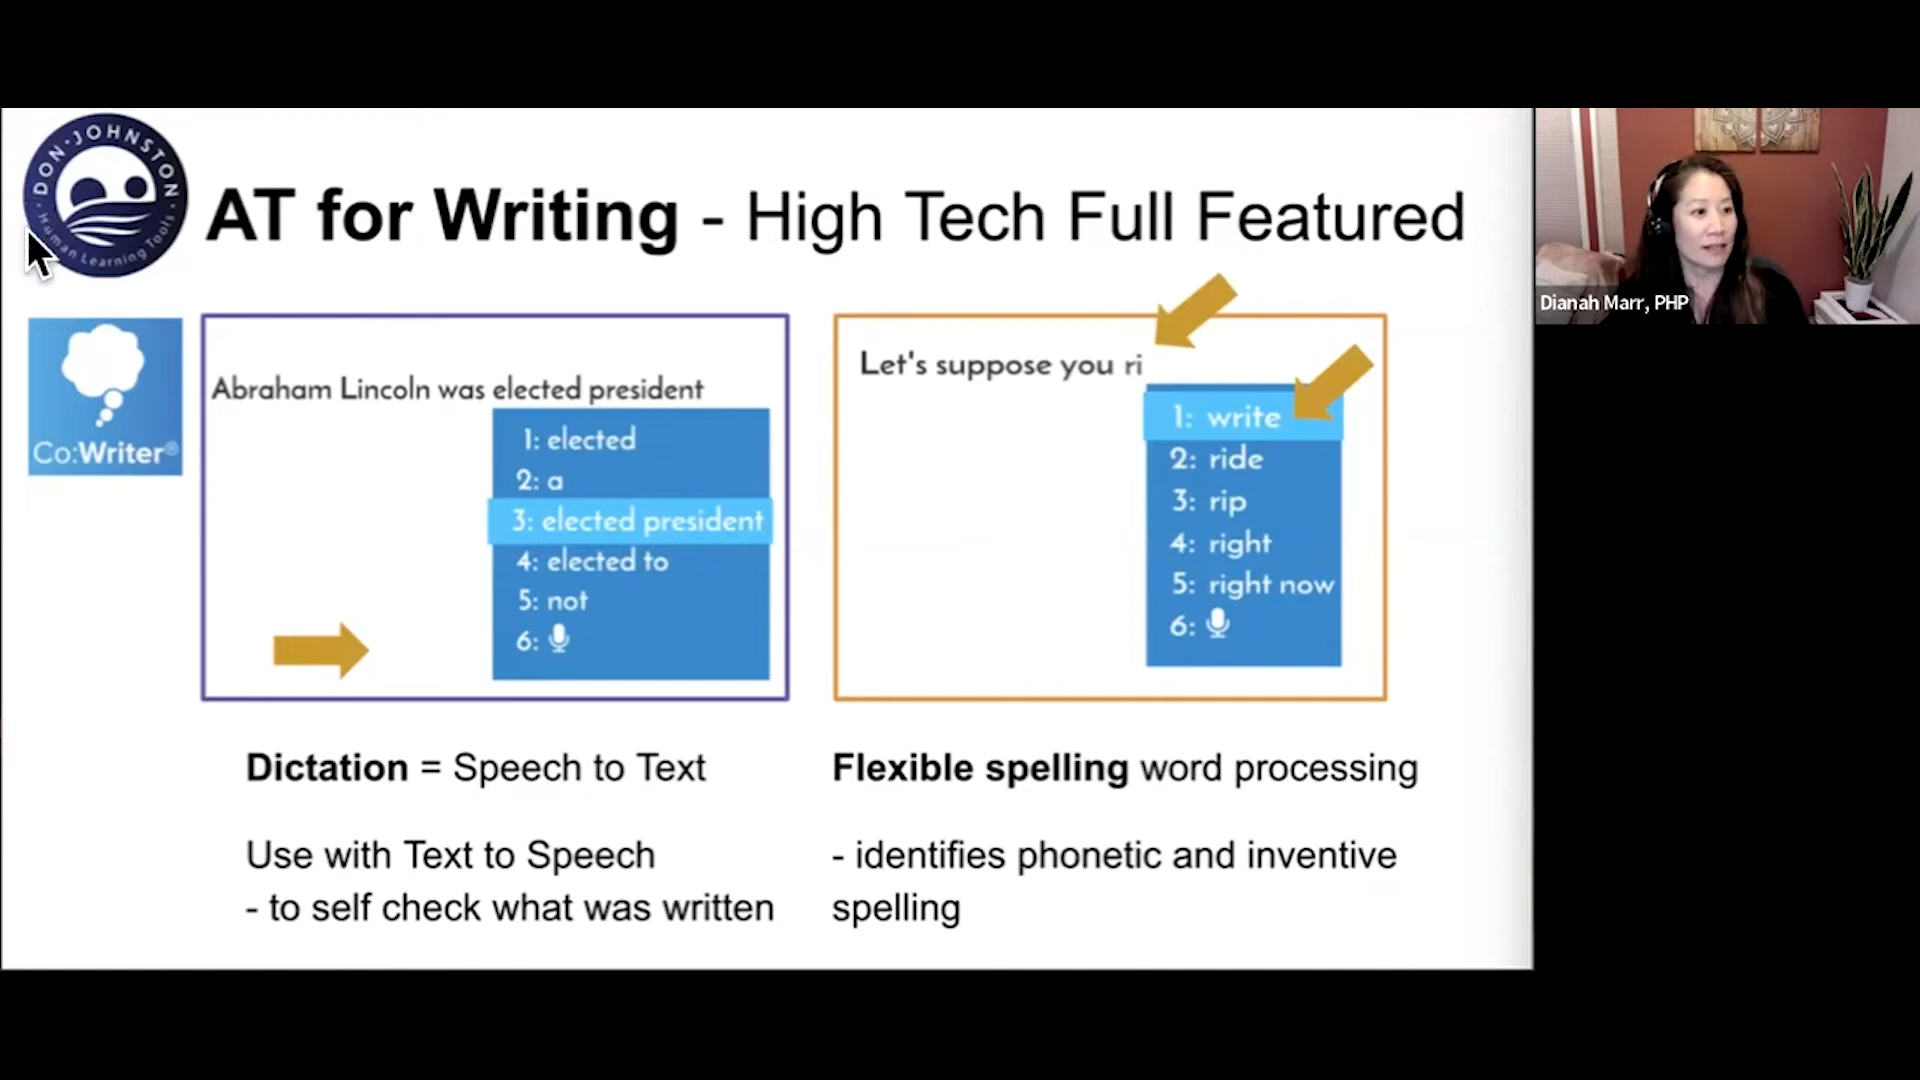 DON·JOHNSTON
Human Learning Tools
AT for Writing - High Tech Full Featured
Dianah Marr, PHP
Co:Writer®
Abraham Lincoln was elected president
1: elected
2: a
3: elected president
4: elected to
5: not
6:
Let's suppose you ri
1: write
2: ride
3: rip
4: right
5: right now
6:
Dictation = Speech to Text
Use with Text to Speech
- to self check what was written
Flexible spelling word processing
- identifies phonetic and inventive
spelling